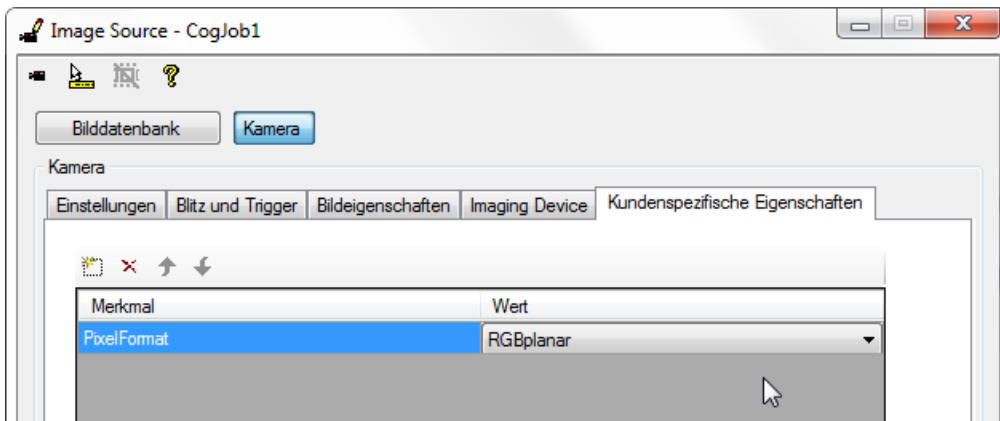 Image Source - CogJob1
Bilddatenbank Kamera
Kamera
Einstellungen Blitz und Trigger Bildeigenschaften Imaging Device Kundenspezifische Eigenschaften
Merkmal Wert
PixelFormat RGBplanar